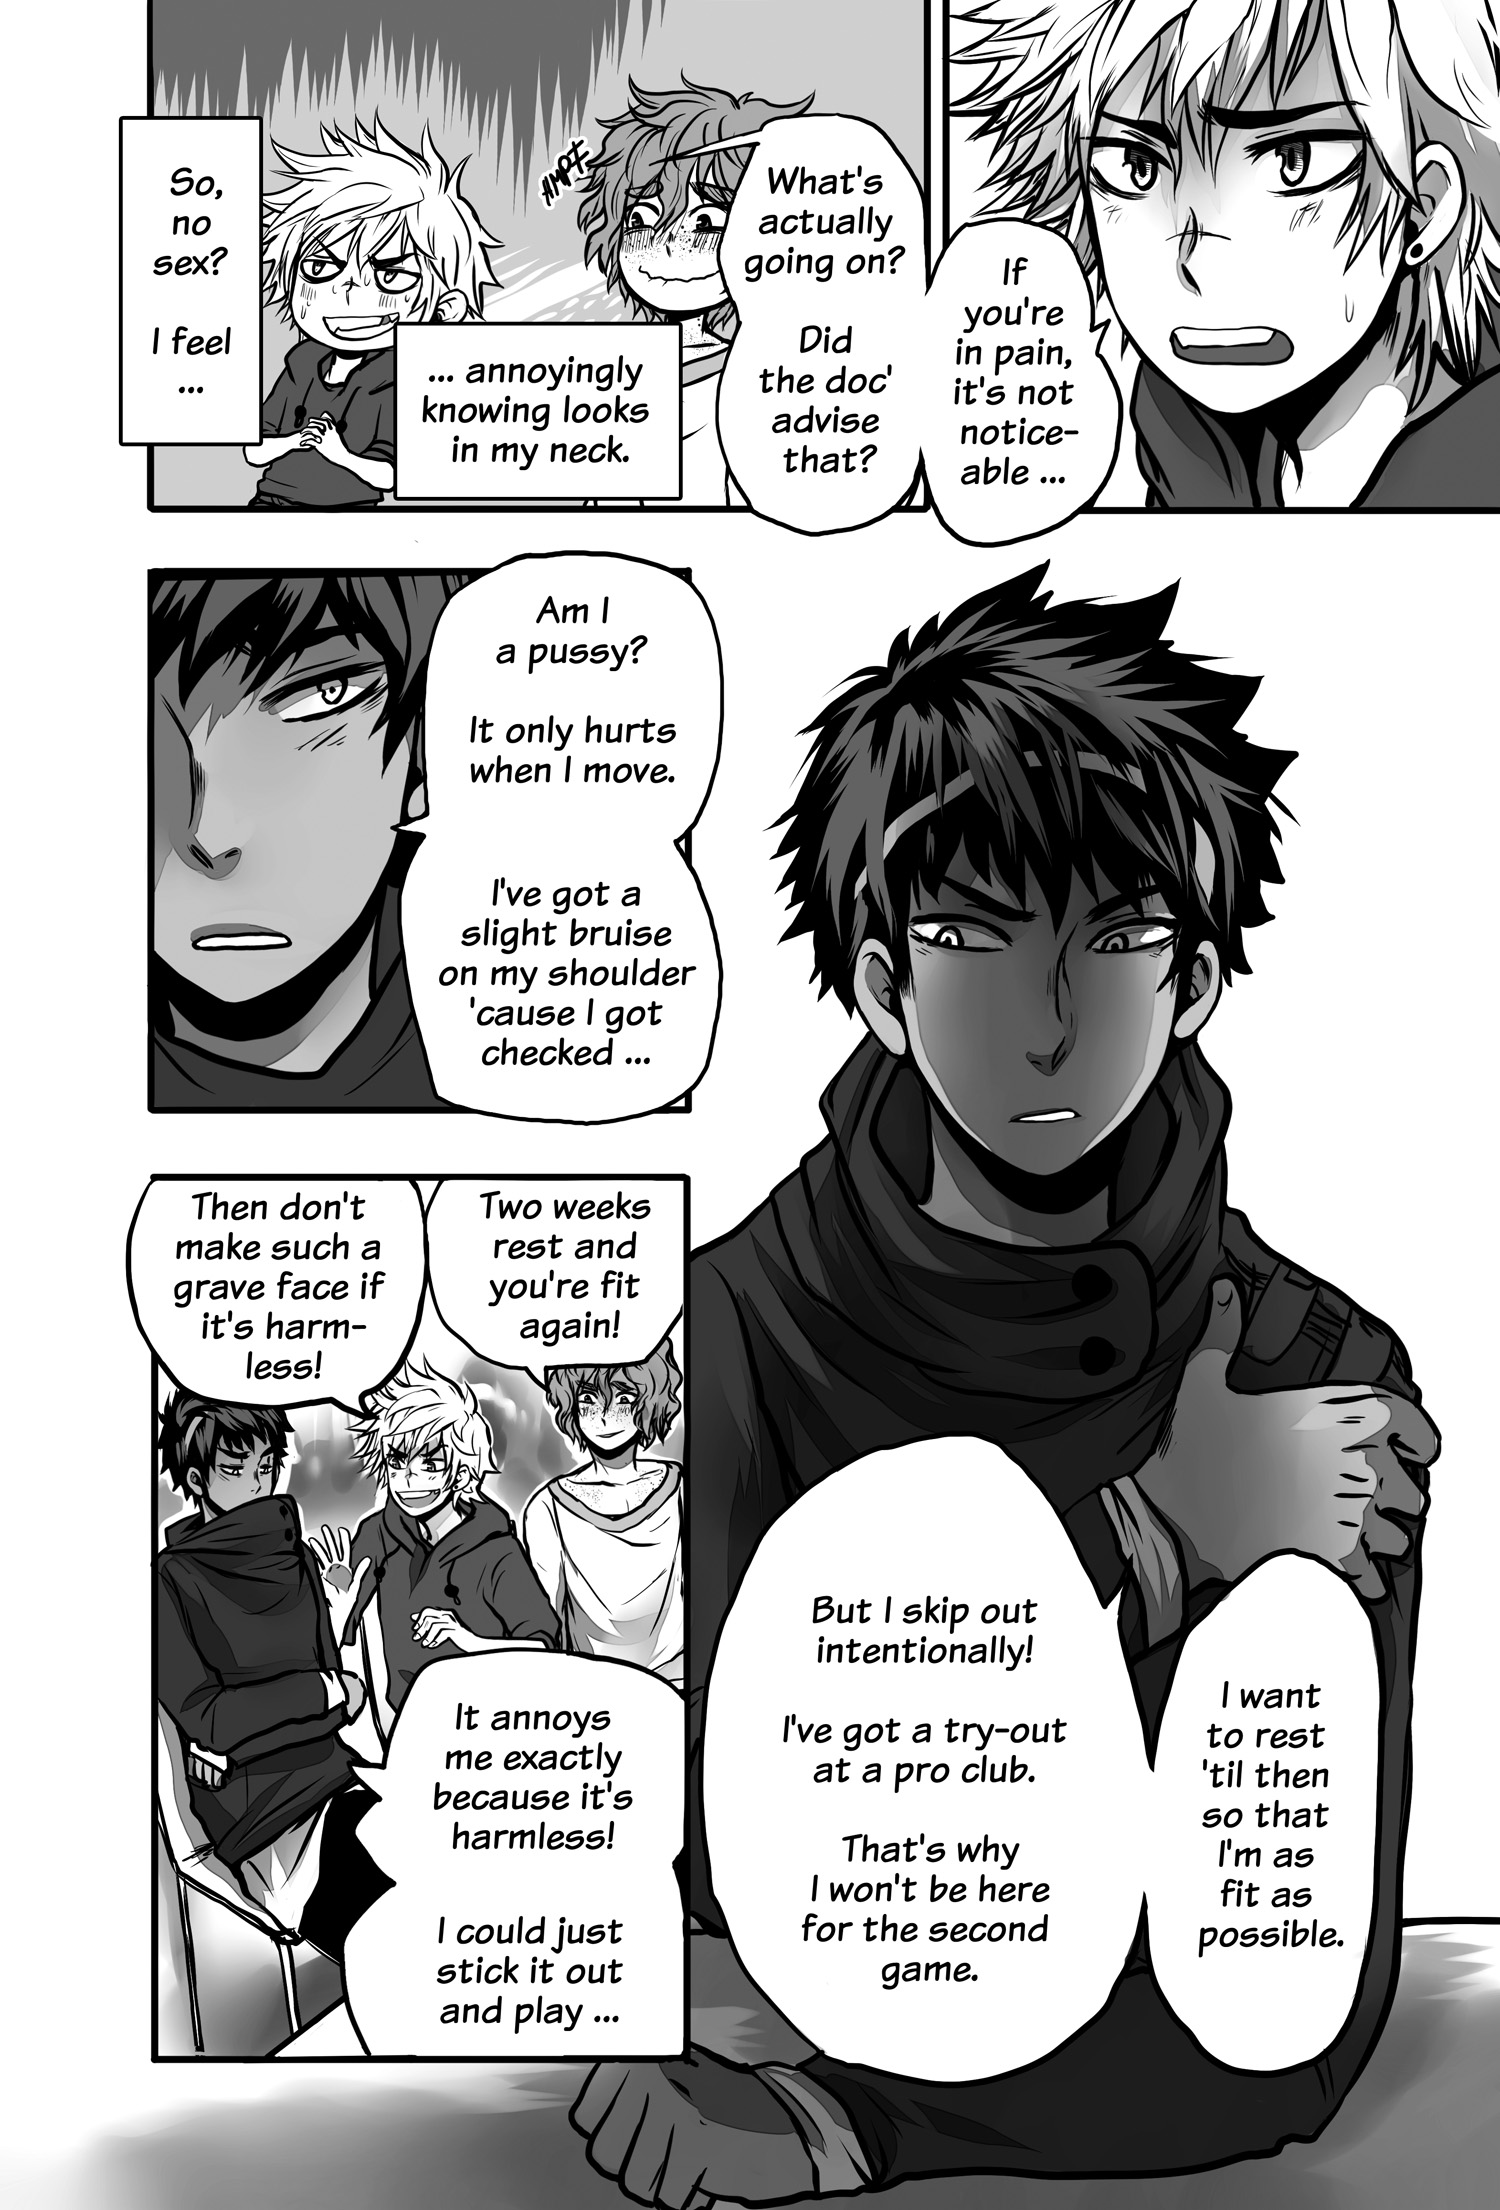 So,
no
sex?
I feel
...
... annoyingly
knowing looks
in my neck.
What's
actually
going on?
Did
the doc'
advise
that?
If
you're
in pain,
it's not
notice-
able ...
Am I
a pussy?
It only hurts
when I move.
I've got a
slight bruise
on my shoulder
'cause I got
checked ...
Then don't
make such a
grave face if
it's harm-
less!
Two weeks
rest and
you're fit
again!
It annoys
me exactly
because it's
harmless!
I could just
stick it out
and play ...
But I skip out
intentionally!
I've got a try-out
at a pro club.
That's why
I won't be here
for the second
game.
I want
to rest
'til then
so that
I'm as
fit as
possible.